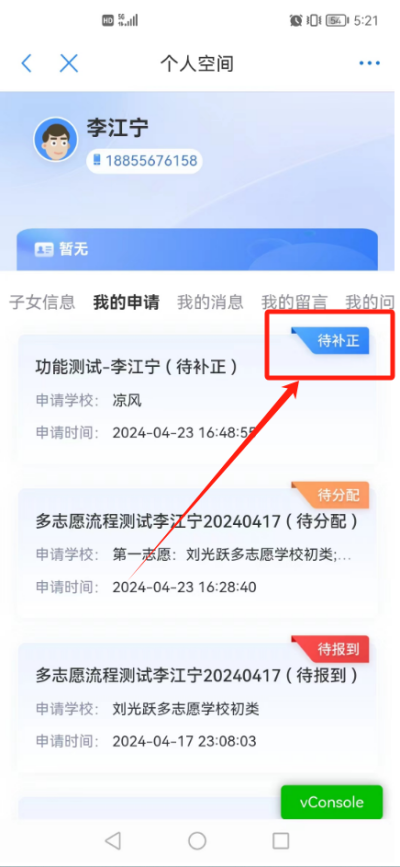 HD 5G 54 5:21
个人空间
李江宁
18855676158
暂无
子女信息 我的申请 我的消息 我的留言 我的问
待补正
功能测试-李江宁（待补正）
申请学校： 凉风
申请时间： 2024-04-23 16:48:55
待分配
多志愿流程测试李江宁20240417（待分配）
申请学校： 第一志愿：刘光跃多志愿学校初类;...
申请时间： 2024-04-23 16:28:40
待报到
多志愿流程测试李江宁20240417（待报到）
申请学校： 刘光跃多志愿学校初类
申请时间： 2024-04-17 23:08:03
vConsole